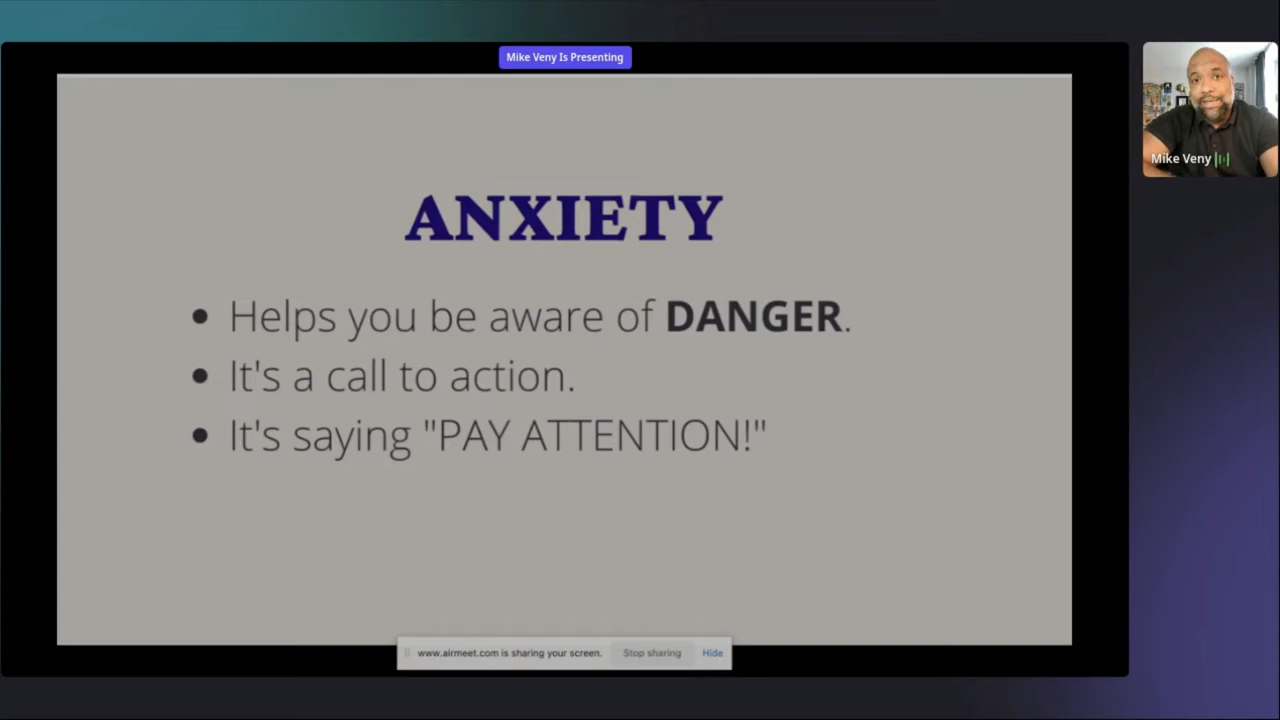 Mike Veny Is Presenting
Mike Veny
ANXIETY
• Helps you be aware of DANGER.
• It's a call to action.
• It's saying "PAY ATTENTION!"
www.airmeet.com is sharing your screen. Stop sharing Hide